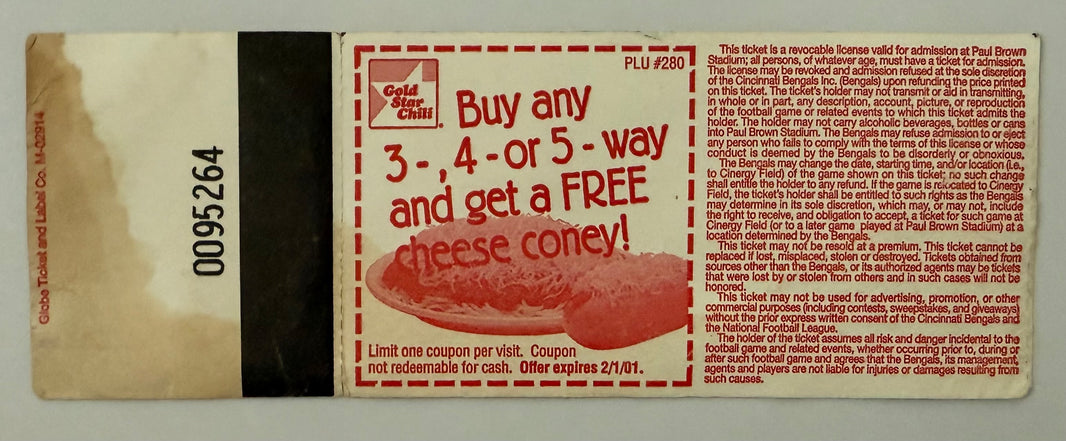 Globe Ticket and Label Co. M-02914
0095264
PLU #280
Gold
Star
Chili
Buy any
3-, 4-or 5-way
and get a FREE
cheese coney!
Limit one coupon per visit. Coupon
not redeemable for cash. Offer expires 2/1/01.
This ticket is a revocable license valid for admission at Paul Brown
Stadium; all persons, of whatever age, must have a ticket for admission.
The license may be revoked and admission refused at the sole discretion
of the Cincinnati Bengals Inc. (Bengals) upon refunding the price printed
on this ticket. The ticket's holder may not transmit or aid in transmitting,
in whole or in part, any description, account, picture, or reproduction
of the football game or related events to which this ticket admits the
holder. The holder may not carry alcoholic beverages, bottles or cans
into Paul Brown Stadium. The Bengals may refuse admission to or eject
any person who fails to comply with the terms of this license or whose
conduct is deemed by the Bengals to be disorderly or obnoxious.
The Bengals may change the date, starting time, and/or location (i.e.,
to Cinergy Field) of the game shown on this ticket; no such change
shall entitle the holder to any refund. If the game is relocated to Cinergy
Field, the ticket's holder shall be entitled to such rights as the Bengals
may determine in its sole discretion, which may, or may not, include
the right to receive, and obligation to accept, a ticket for such game at
Cinergy Field (or to a later game played at Paul Brown Stadium) at a
location determined by the Bengals.
This ticket may not be resold at a premium. This ticket cannot be
replaced if lost, misplaced, stolen or destroyed. Tickets obtained from
sources other than the Bengals, or its authorized agents may be tickets
that were lost by or stolen from others and in such cases will not be
honored.
This ticket may not be used for advertising, promotion, or other
commercial purposes (including contests, sweepstakes, and giveaways)
without the prior express written consent of the Cincinnati Bengals and
the National Football League.
The holder of the ticket assumes all risk and danger incidental to the
football game and related events, whether occurring prior to, during or
after such football game and agrees that the Bengals, its management,
agents and players are not liable for injuries or damages resulting from
such causes.